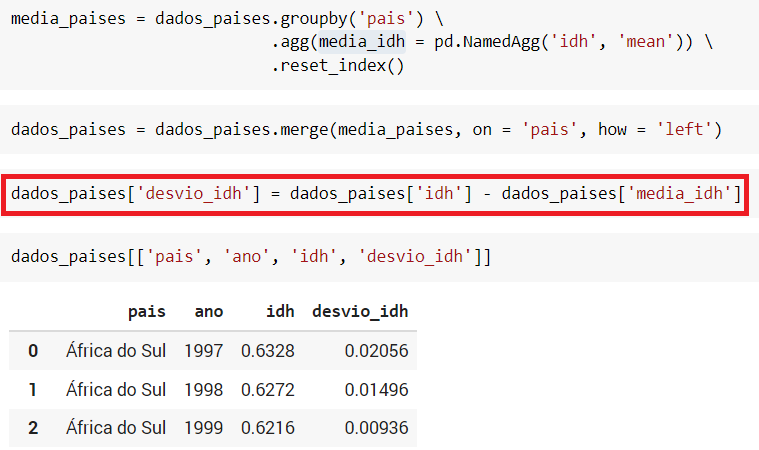 media_paises = dados_paises.groupby('pais') \
.agg(media_idh = pd.NamedAgg('idh', 'mean')) \
.reset_index()
dados_paises = dados_paises.merge(media_paises, on = 'pais', how = 'left')
dados_paises['desvio_idh'] = dados_paises['idh'] - dados_paises['media_idh']
dados_paises[['pais', 'ano', 'idh', 'desvio_idh']]
pais ano idh desvio_idh
0 África do Sul 1997 0.6328 0.02056
1 África do Sul 1998 0.6272 0.01496
2 África do Sul 1999 0.6216 0.00936